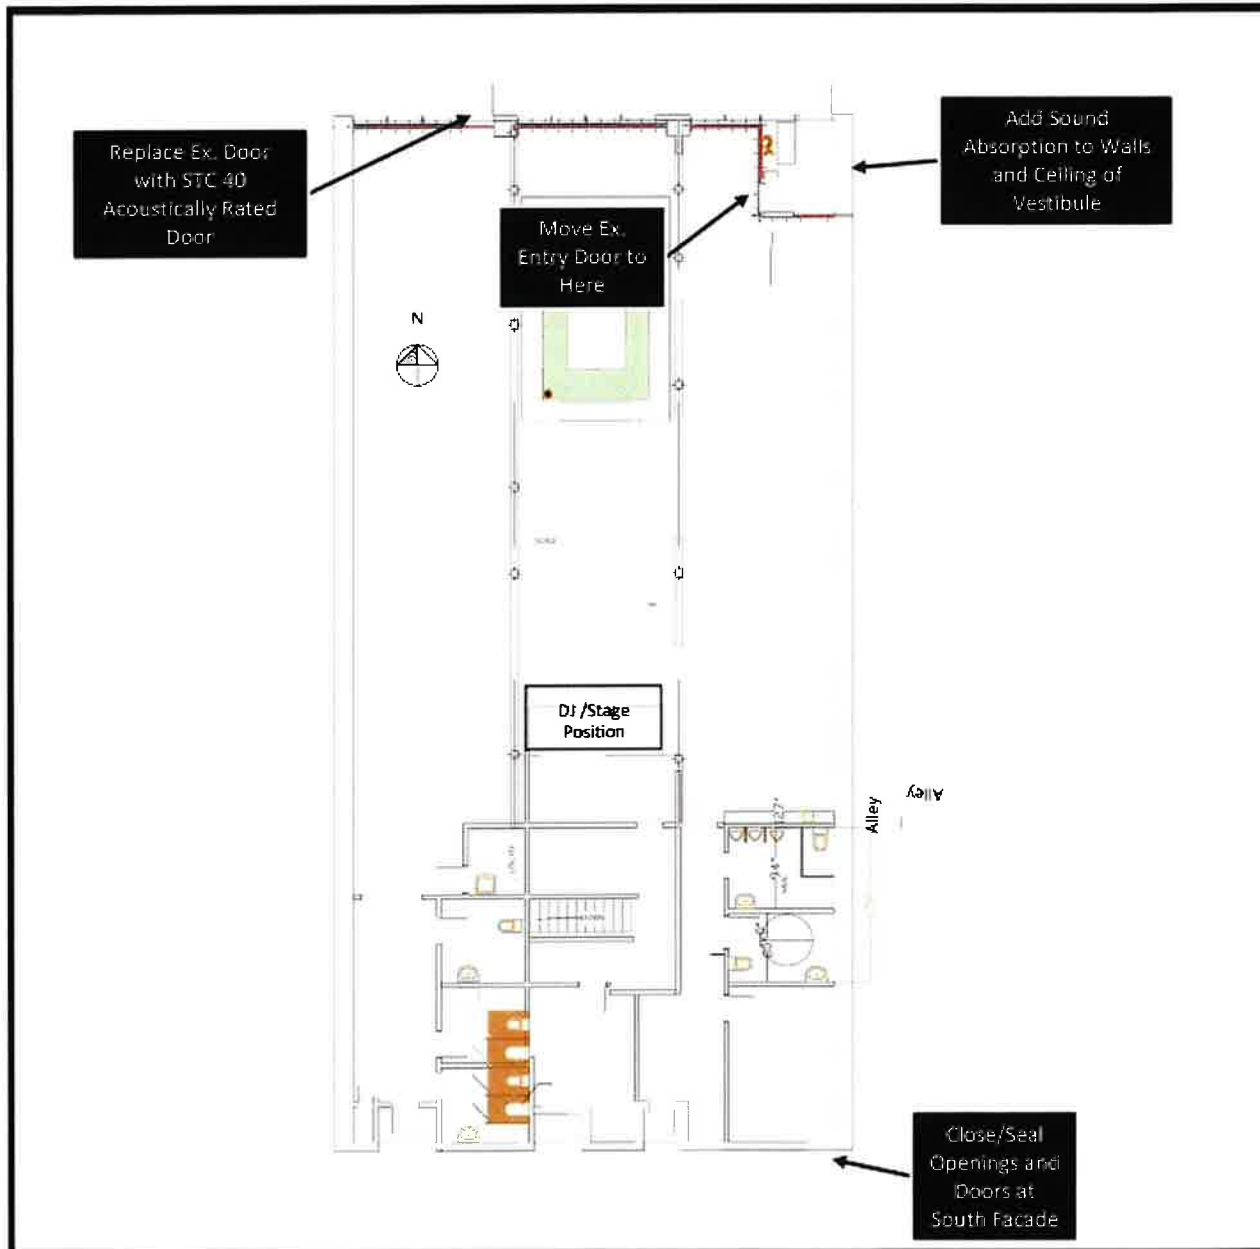 Replace Ex. Door
with STC 40
Acoustically Rated
Door
Add Sound
Absorption to Walls
and Ceiling of
Vestibule
Move Ex.
Entry Door to
Here
N
DJ /Stage
Position
Alley
Alley
Close/Seal
Openings and
Doors at
South Facade